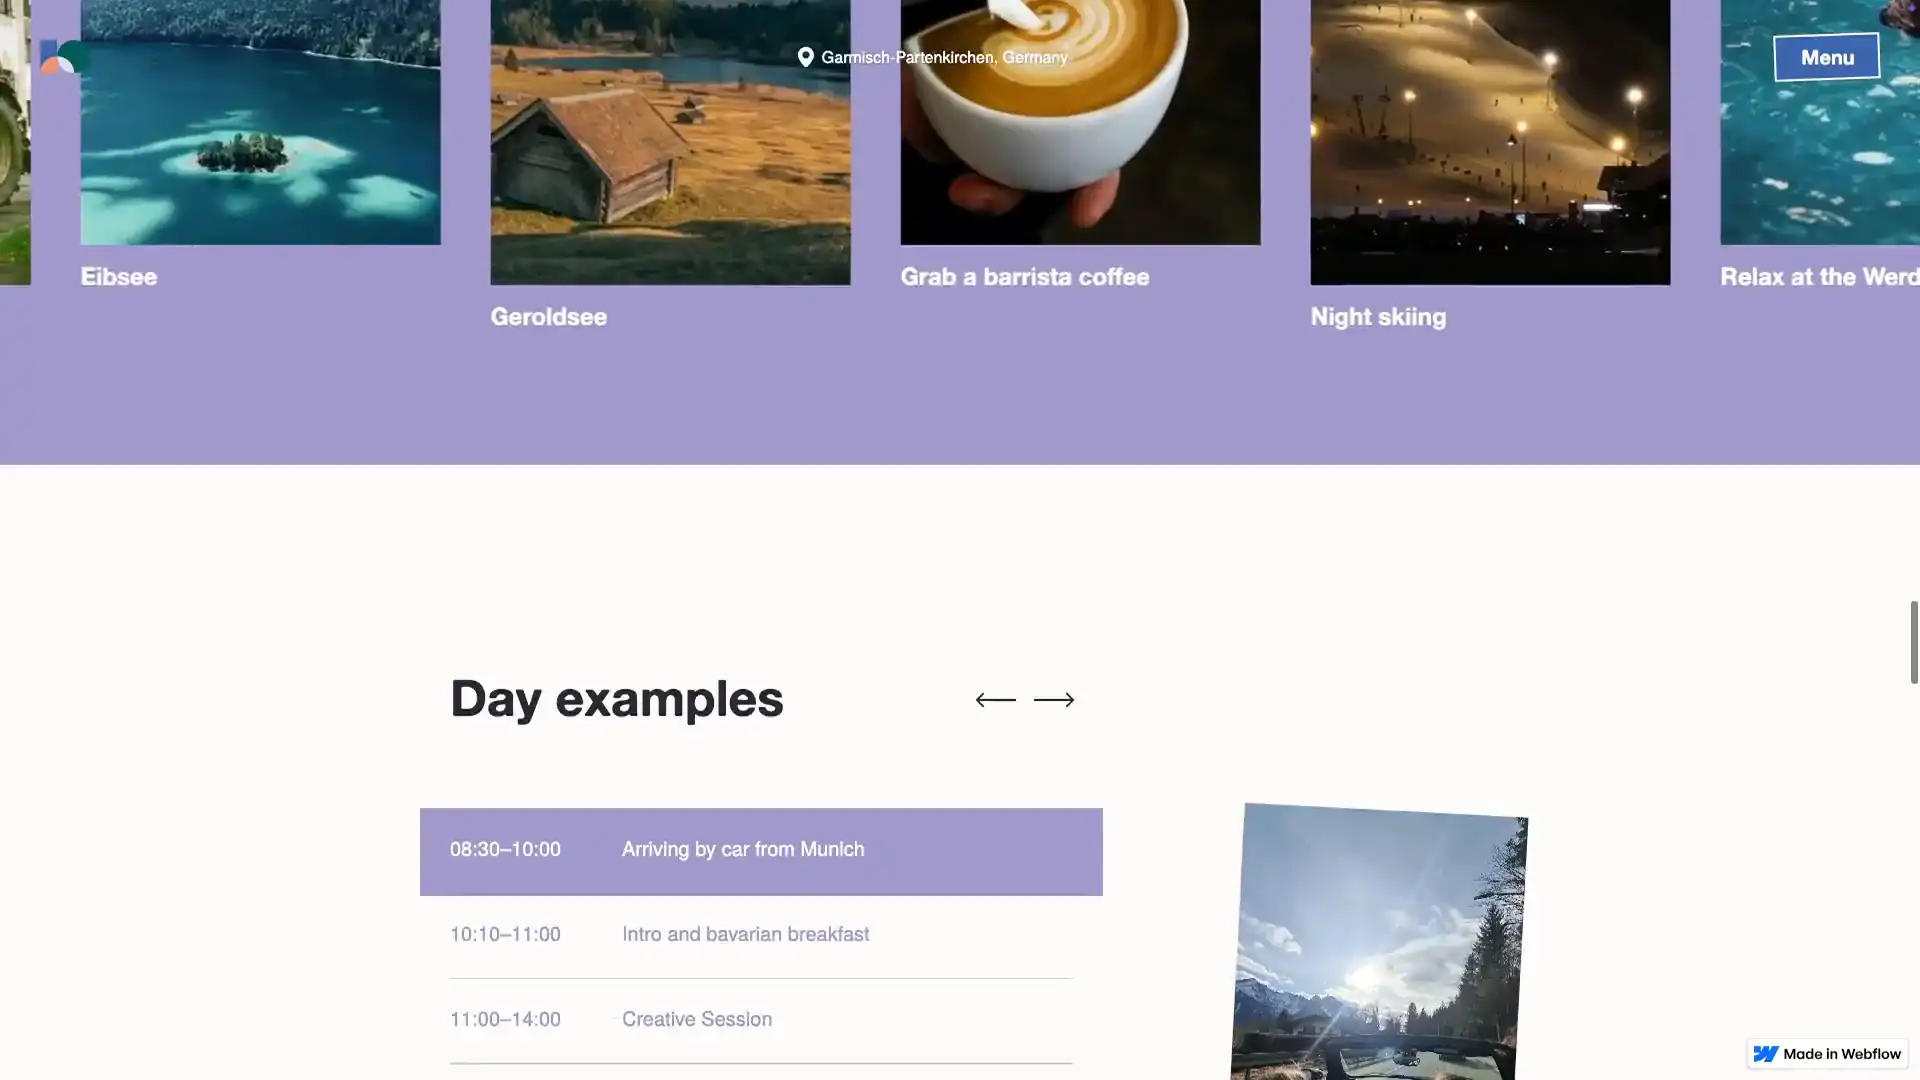 Garmisch-Partenkirchen, Germany
Menu
Eibsee
Grab a barrista coffee
Relax at the Werd
Geroldsee
Night skiing
Day examples
08:30–10:00 Arriving by car from Munich
10:10–11:00 Intro and bavarian breakfast
11:00–14:00 Creative Session
Made in Webflow